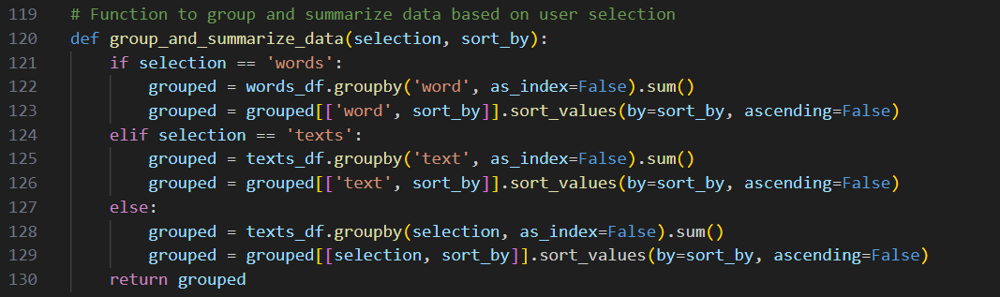 119 # Function to group and summarize data based on user selection
120 def group_and_summarize_data(selection, sort_by):
121     if selection == 'words':
122         grouped = words_df.groupby('word', as_index=False).sum()
123         grouped = grouped[['word', sort_by]].sort_values(by=sort_by, ascending=False)
124     elif selection == 'texts':
125         grouped = texts_df.groupby('text', as_index=False).sum()
126         grouped = grouped[['text', sort_by]].sort_values(by=sort_by, ascending=False)
127     else:
128         grouped = texts_df.groupby(selection, as_index=False).sum()
129         grouped = grouped[[selection, sort_by]].sort_values(by=sort_by, ascending=False)
130     return grouped